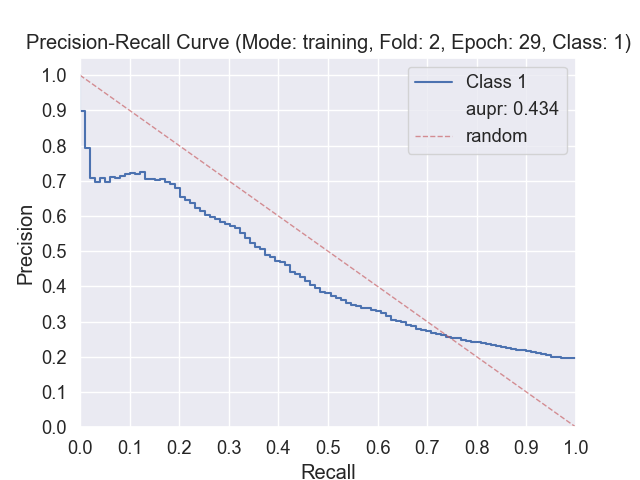 Precision-Recall Curve (Mode: training, Fold: 2, Epoch: 29, Class: 1)
Class 1
aupr: 0.434
random
Precision
1.0
0.9
0.8
0.7
0.6
0.5
0.4
0.3
0.2
0.1
0.0
0.0 0.1 0.2 0.3 0.4 0.5 0.6 0.7 0.8 0.9 1.0
Recall